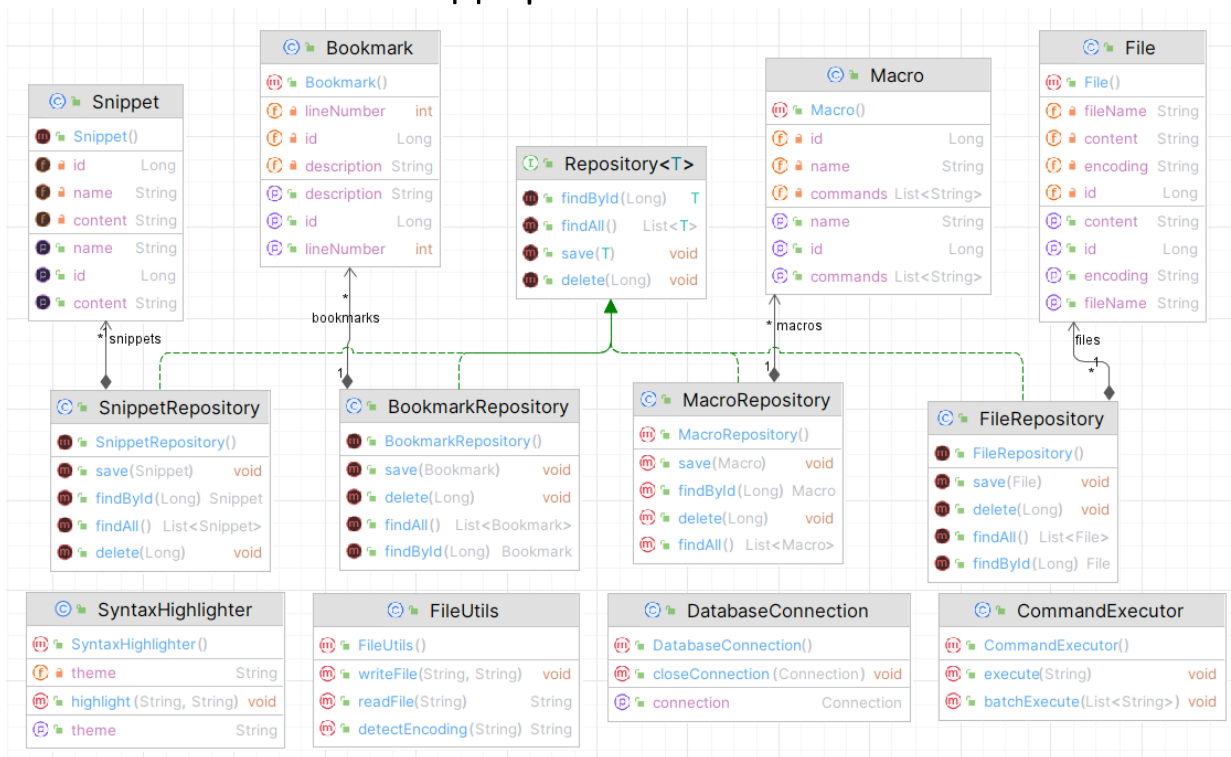 Snippet
Snippet()
id Long
name String
content String
name String
id Long
content String
Bookmark
Bookmark()
lineNumber int
id Long
description String
description String
id Long
lineNumber int
Repository<T>
findById(Long) T
findAll() List<T>
save(T) void
delete(Long) void
Macro
Macro()
id Long
name String
commands List<String>
name String
id Long
commands List<String>
File
File()
fileName String
content String
encoding String
id Long
content String
id Long
encoding String
fileName String
* snippets
1
*
bookmarks
1
* macros
1
files
1
*
SnippetRepository
SnippetRepository()
save(Snippet) void
findById(Long) Snippet
findAll() List<Snippet>
delete(Long) void
BookmarkRepository
BookmarkRepository()
save(Bookmark) void
delete(Long) void
findAll() List<Bookmark>
findById(Long) Bookmark
MacroRepository
MacroRepository()
save(Macro) void
findById(Long) Macro
delete(Long) void
findAll() List<Macro>
FileRepository
FileRepository()
save(File) void
delete(Long) void
findAll() List<File>
findById(Long) File
SyntaxHighlighter
SyntaxHighlighter()
theme String
highlight(String, String) void
theme String
FileUtils
FileUtils()
writeFile(String, String) void
readFile(String) String
detectEncoding(String) String
DatabaseConnection
DatabaseConnection()
closeConnection(Connection) void
connection Connection
CommandExecutor
CommandExecutor()
execute(String) void
batchExecute(List<String>) void